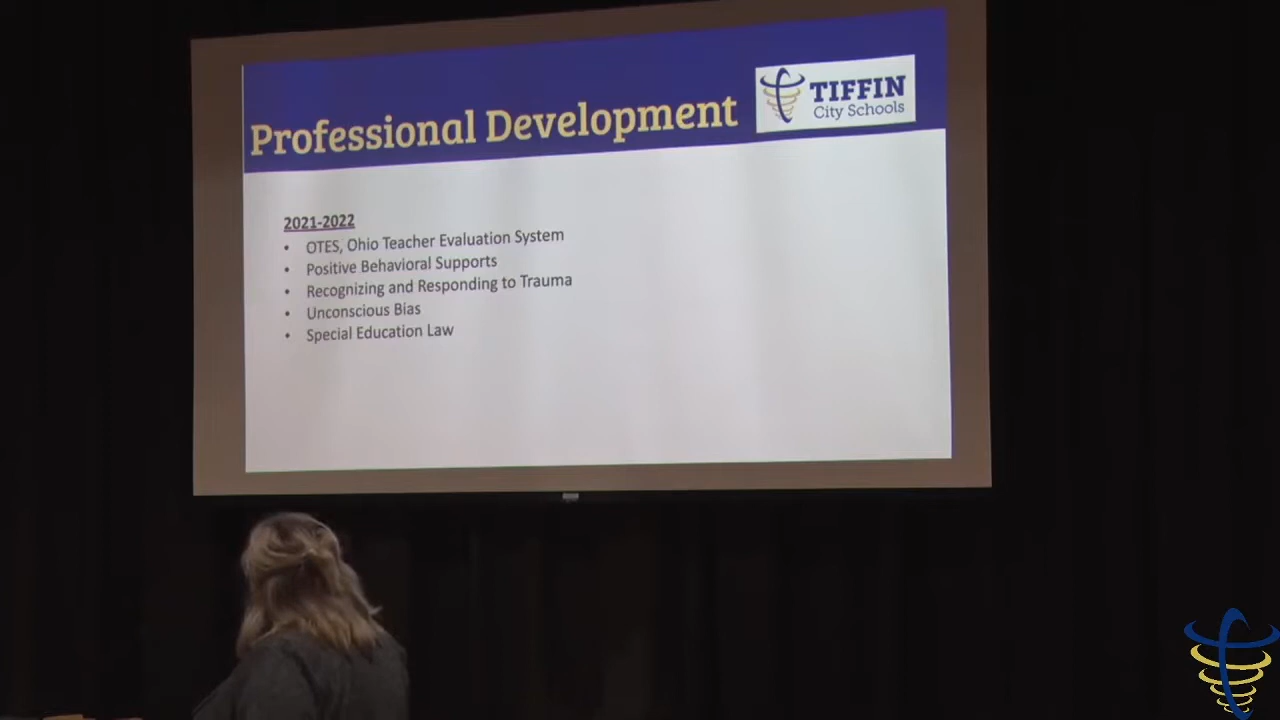 Professional Development
TIFFIN
City Schools
2021-2022
• OTES, Ohio Teacher Evaluation System
• Positive Behavioral Supports
• Recognizing and Responding to Trauma
• Unconscious Bias
• Special Education Law